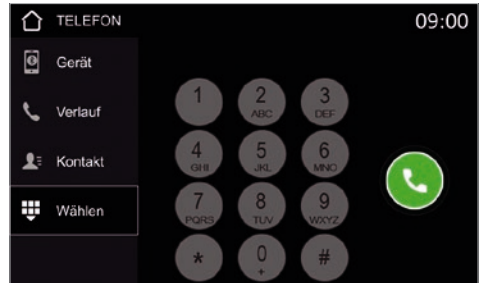 TELEFON 09:00
Gerät
Verlauf
Kontakt
Wählen
1 2 3
ABC DEF
4 5 6
GHI JKL MNO
7 8 9
PQRS TUV WXYZ
* 0 #
+